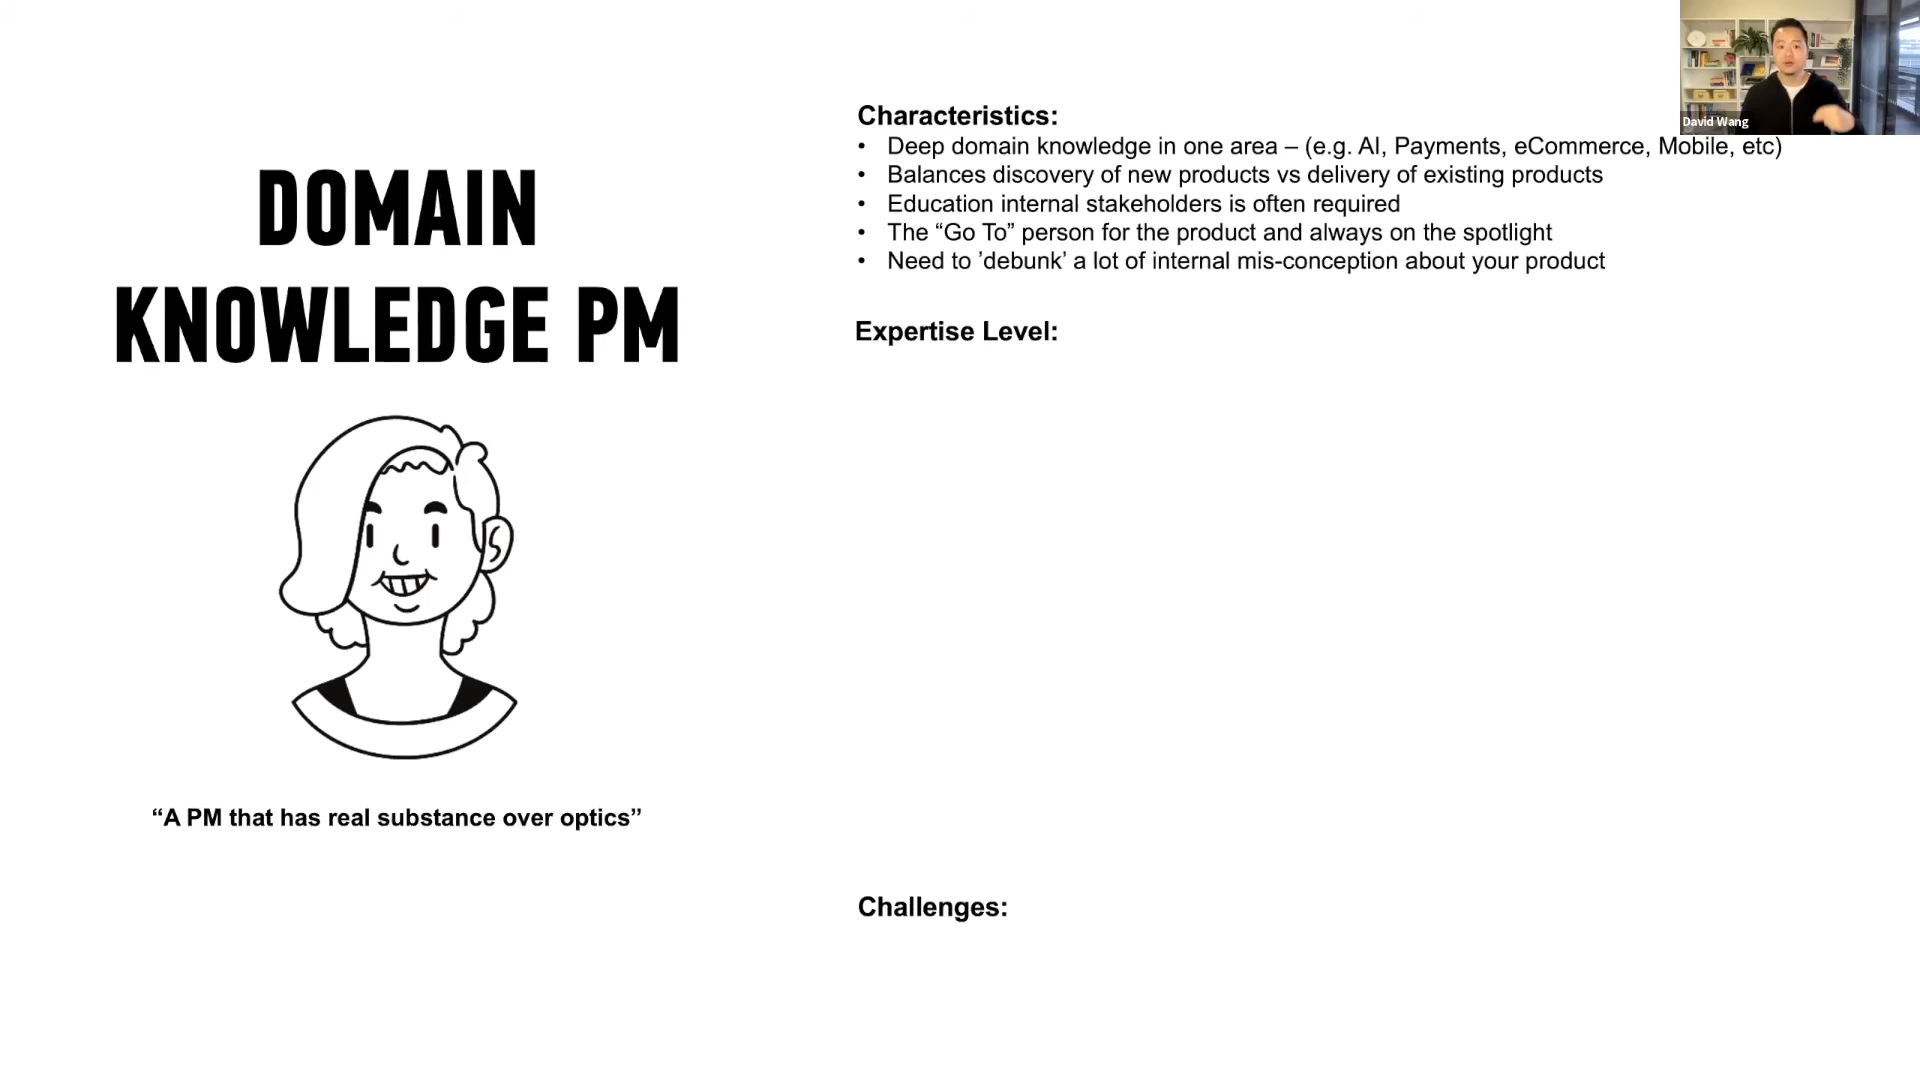 DOMAIN
KNOWLEDGE PM
“A PM that has real substance over optics”
Characteristics:
• Deep domain knowledge in one area – (e.g. AI, Payments, eCommerce, Mobile, etc)
• Balances discovery of new products vs delivery of existing products
• Education internal stakeholders is often required
• The “Go To” person for the product and always on the spotlight
• Need to ’debunk’ a lot of internal mis-conception about your product
Expertise Level:
Challenges:
David Wang